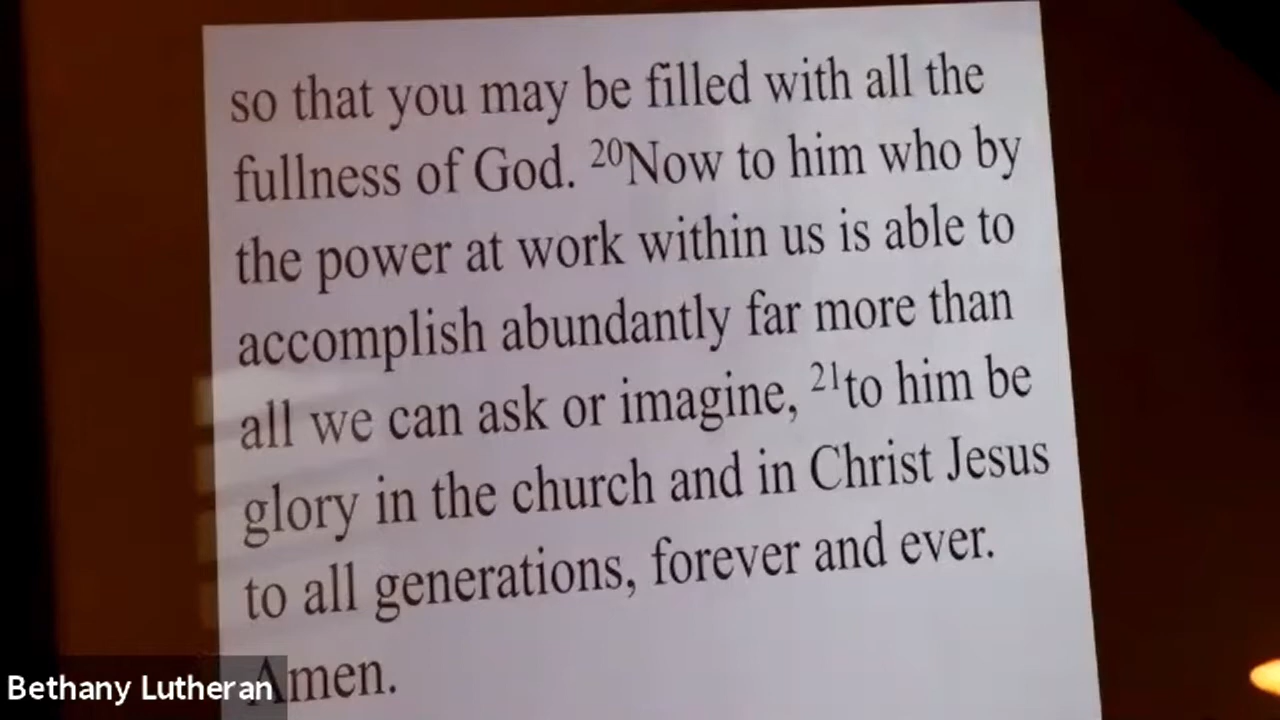 so that you may be filled with all the
fullness of God. 20Now to him who by
the power at work within us is able to
accomplish abundantly far more than
all we can ask or imagine, 21to him be
glory in the church and in Christ Jesus
to all generations, forever and ever.
Amen.
Bethany Lutheran